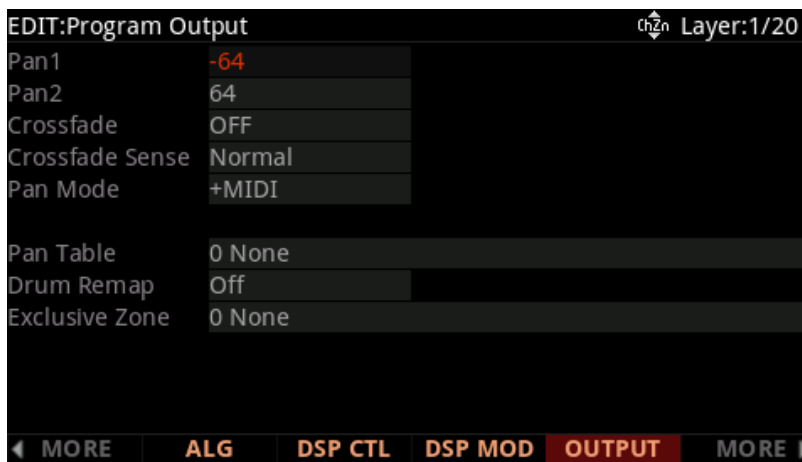 EDIT:Program Output ChZn Layer:1/20
Pan1 -64
Pan2 64
Crossfade OFF
Crossfade Sense Normal
Pan Mode +MIDI
Pan Table 0 None
Drum Remap Off
Exclusive Zone 0 None
MORE ALG DSP CTL DSP MOD OUTPUT MORE